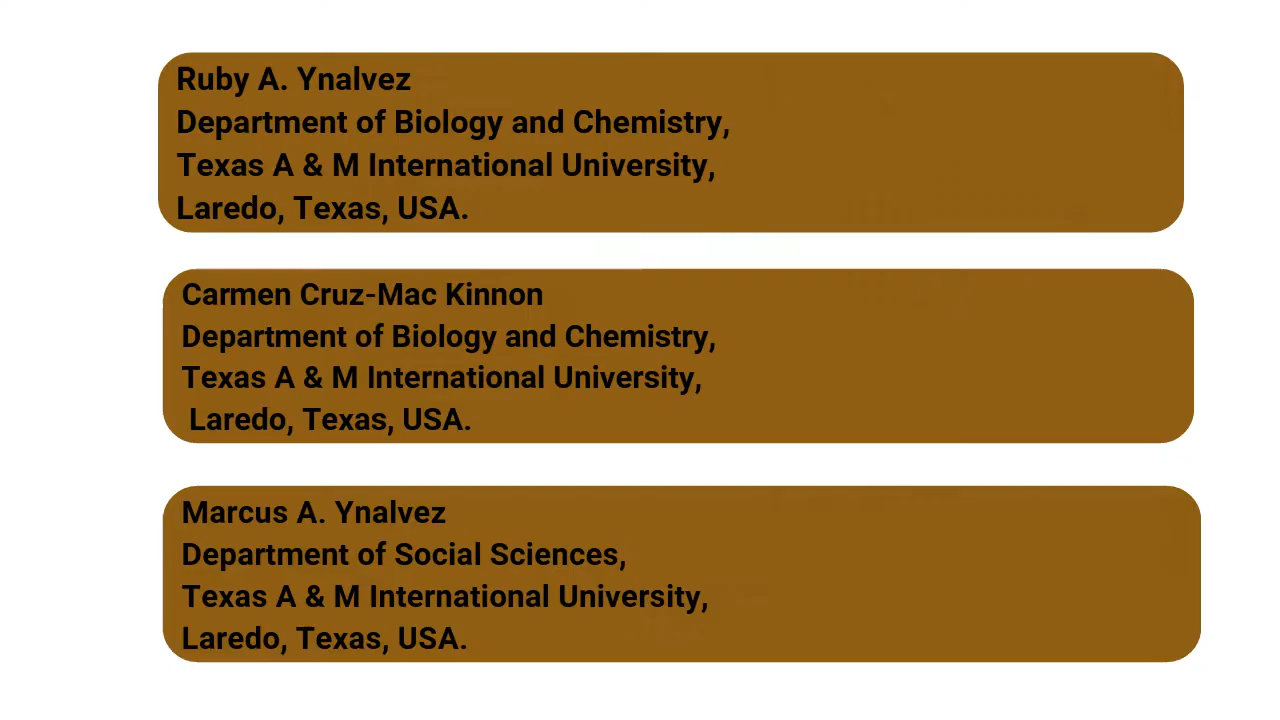 Ruby A. Ynalvez
Department of Biology and Chemistry,
Texas A & M International University,
Laredo, Texas, USA.
Carmen Cruz-Mac Kinnon
Department of Biology and Chemistry,
Texas A & M International University,
Laredo, Texas, USA.
Marcus A. Ynalvez
Department of Social Sciences,
Texas A & M International University,
Laredo, Texas, USA.